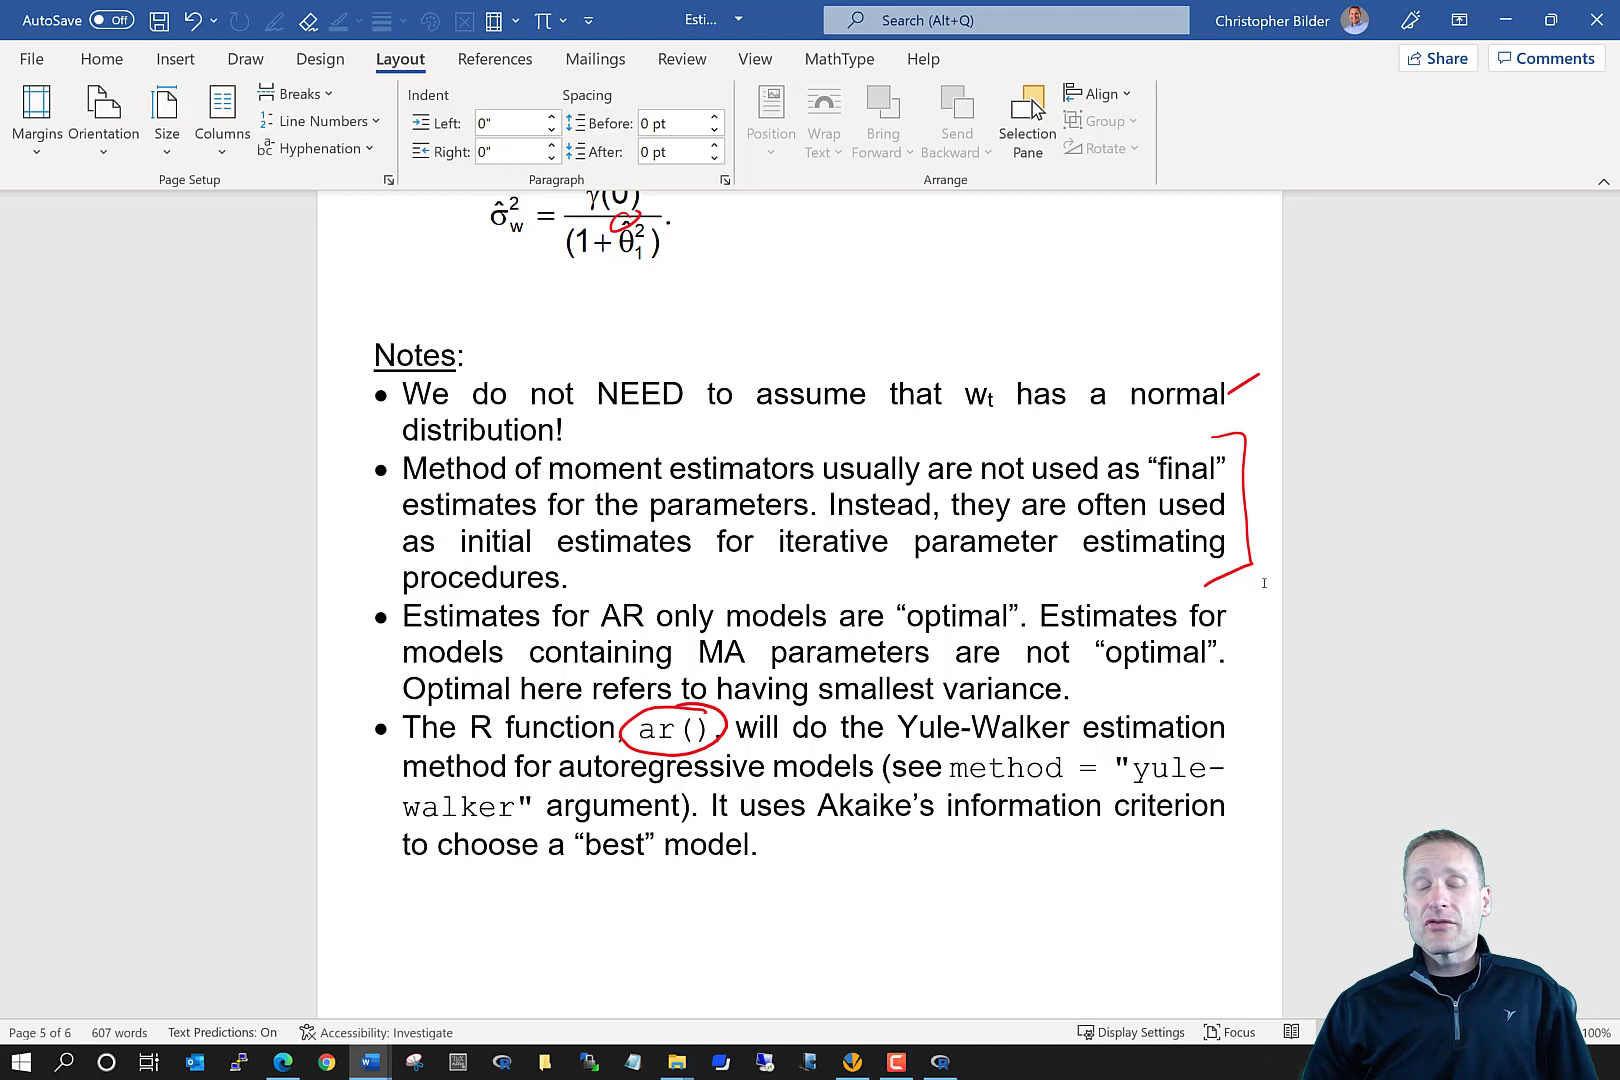 AutoSave Off Esti... Search (Alt+Q) Christopher Bilder
File Home Insert Draw Design Layout References Mailings Review View MathType Help Share Comments
Margins Orientation Size Columns Breaks Line Numbers Hyphenation
Page Setup
Indent Spacing
Left: 0" Before: 0 pt
Right: 0" After: 0 pt
Paragraph
Position Wrap Text Bring Forward Send Backward Selection Pane Align Group Rotate
Arrange
σ̂²w = γ(0) / (1 + θ̂₁²).
Notes:
• We do not NEED to assume that wt has a normal
distribution!
• Method of moment estimators usually are not used as “final”
estimates for the parameters. Instead, they are often used
as initial estimates for iterative parameter estimating
procedures.
• Estimates for AR only models are “optimal”. Estimates for
models containing MA parameters are not “optimal”.
Optimal here refers to having smallest variance.
• The R function, ar(), will do the Yule-Walker estimation
method for autoregressive models (see method = "yule-
walker" argument). It uses Akaike’s information criterion
to choose a “best” model.
Page 5 of 6 607 words Text Predictions: On Accessibility: Investigate Display Settings Focus 100%